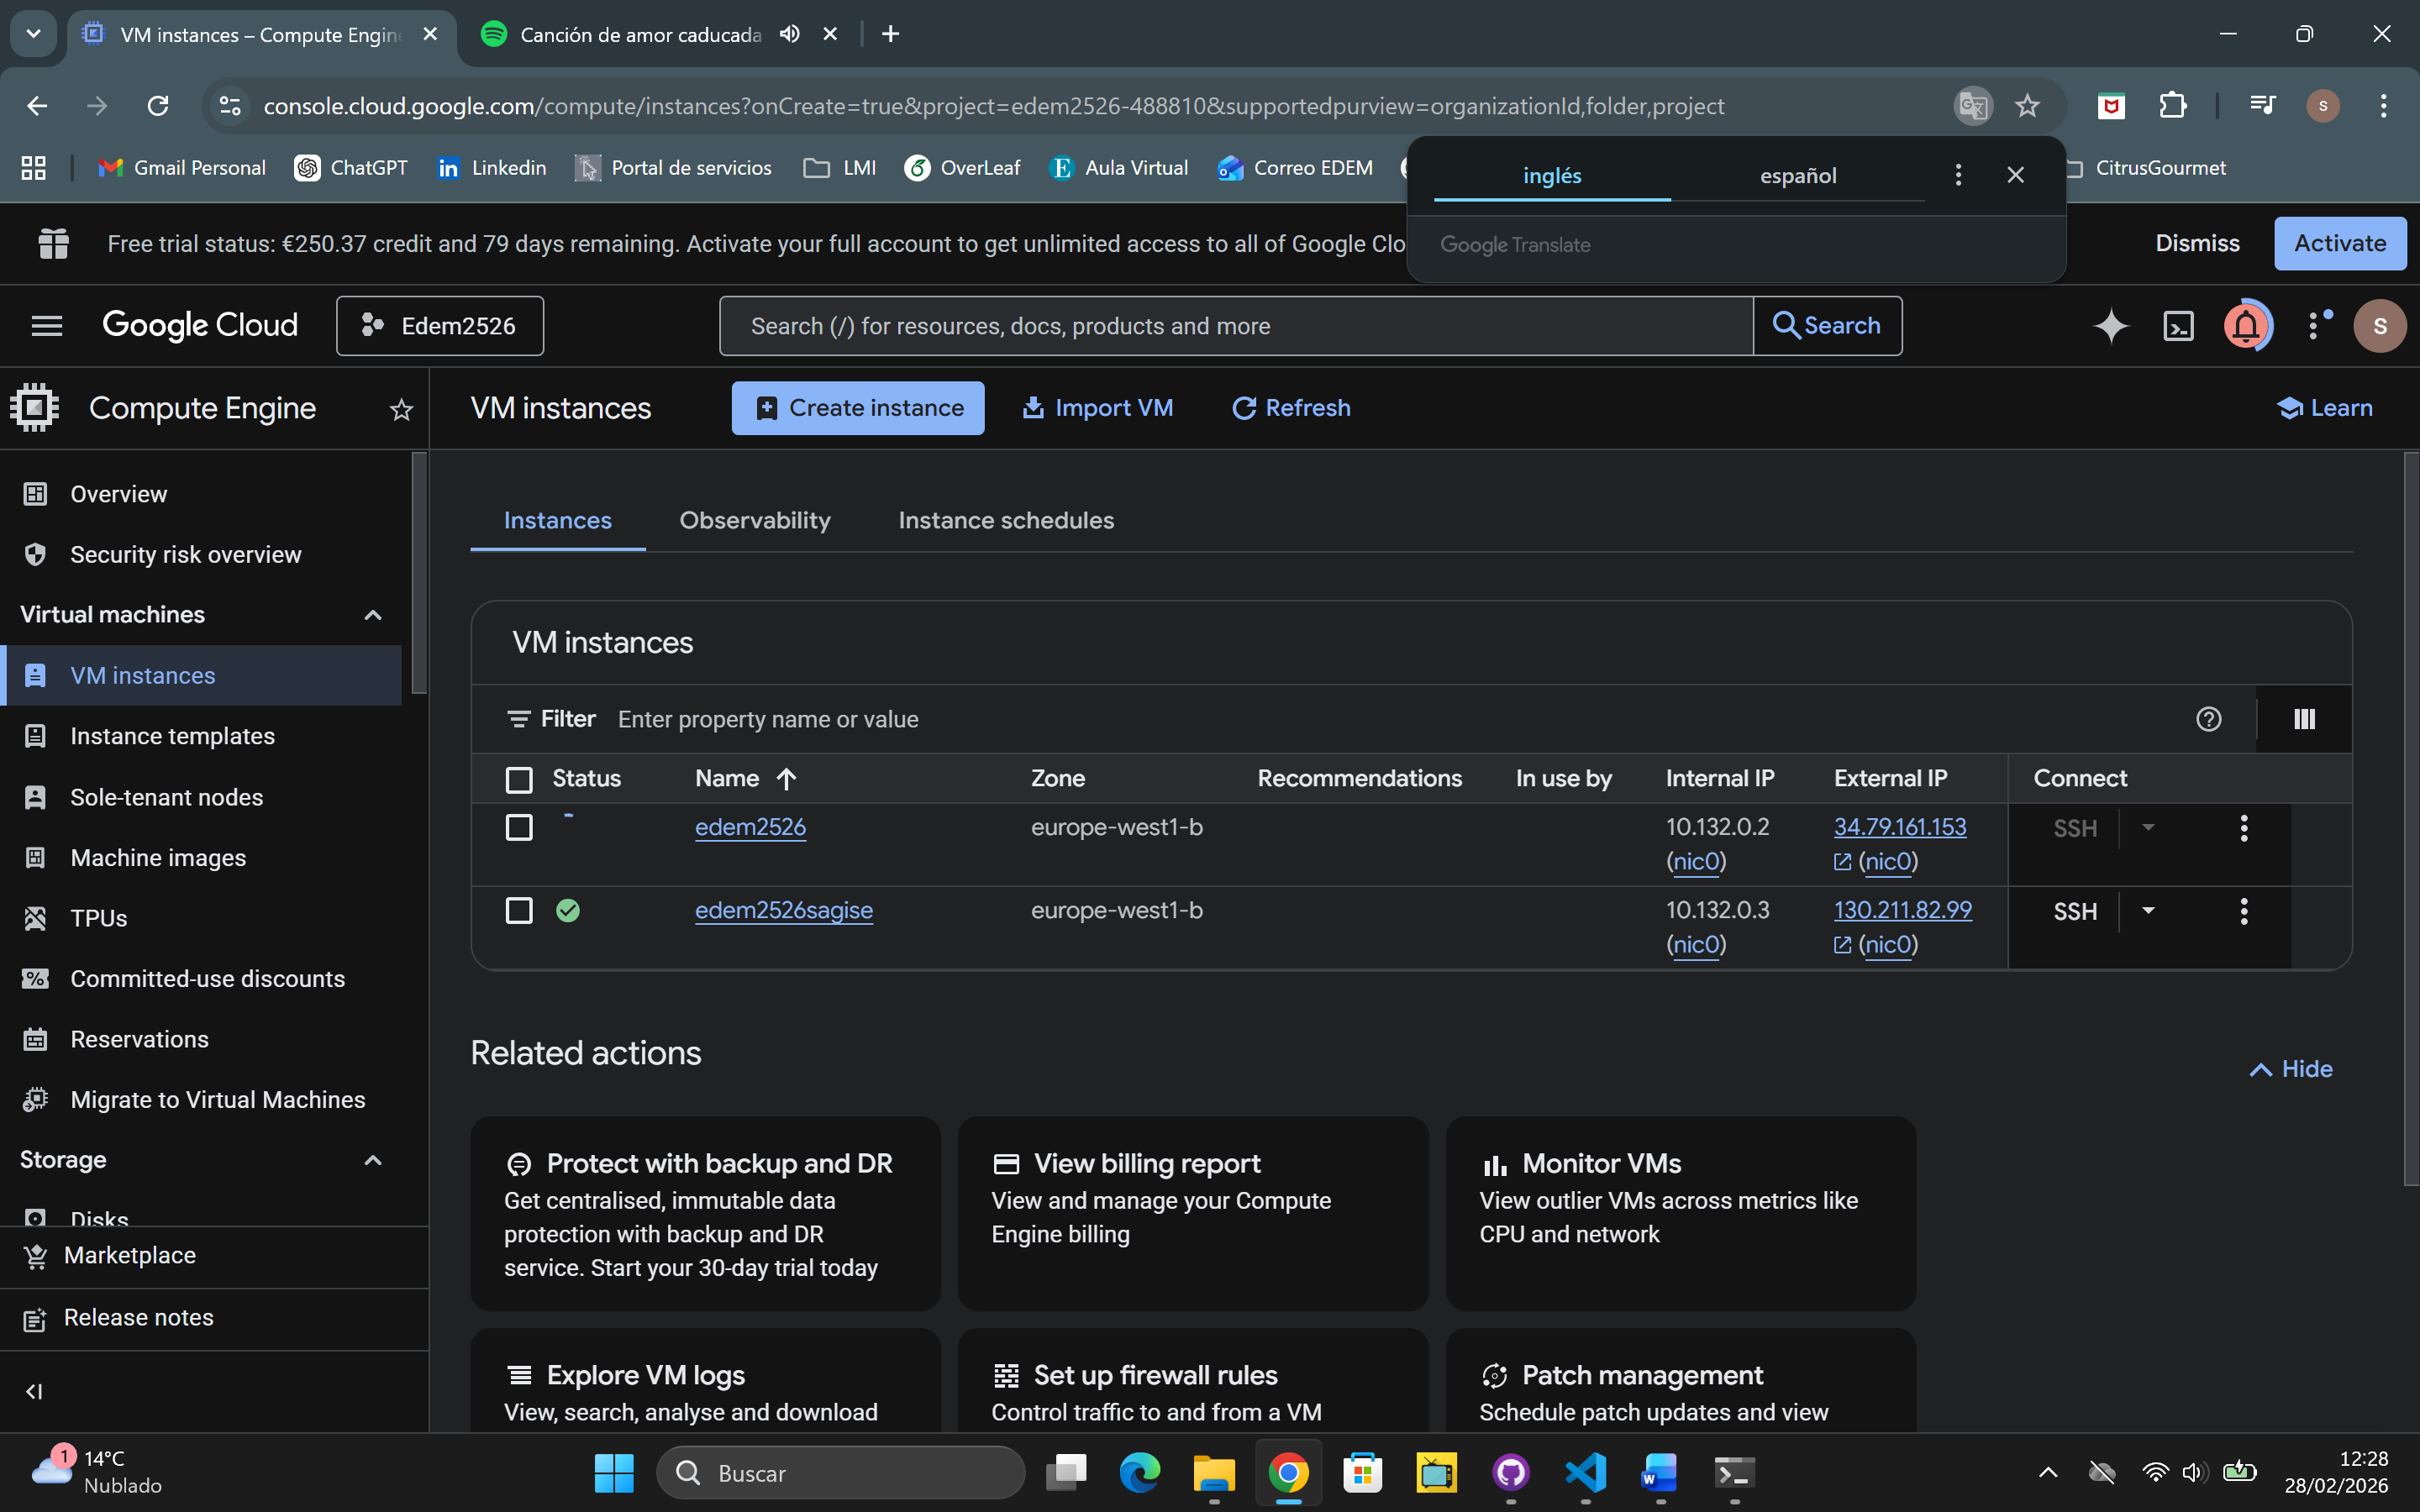 VM instances – Compute Engine
Canción de amor caducada
console.cloud.google.com/compute/instances?onCreate=true&project=edem2526-488810&supportedpurview=organizationId,folder,project
S
Gmail Personal
ChatGPT
Linkedin
Portal de servicios
LMI
OverLeaf
Aula Virtual
Correo EDEM
CitrusGourmet
inglés
español
Google Translate
Free trial status: €250.37 credit and 79 days remaining. Activate your full account to get unlimited access to all of Google Clo
Dismiss
Activate
Google Cloud
Edem2526
Search (/) for resources, docs, products and more
Search
S
Compute Engine
VM instances
Create instance
Import VM
Refresh
Learn
Overview
Security risk overview
Virtual machines
VM instances
Instance templates
Sole-tenant nodes
Machine images
TPUs
Committed-use discounts
Reservations
Migrate to Virtual Machines
Storage
Disks
Marketplace
Release notes
Instances
Observability
Instance schedules
VM instances
Filter Enter property name or value
Status Name Zone Recommendations In use by Internal IP External IP Connect
edem2526 europe-west1-b 10.132.0.2 34.79.161.153 SSH
(nic0) (nic0)
edem2526sagise europe-west1-b 10.132.0.3 130.211.82.99 SSH
(nic0) (nic0)
Related actions
Hide
Protect with backup and DR
Get centralised, immutable data
protection with backup and DR
service. Start your 30-day trial today
View billing report
View and manage your Compute
Engine billing
Monitor VMs
View outlier VMs across metrics like
CPU and network
Explore VM logs
View, search, analyse and download
Set up firewall rules
Control traffic to and from a VM
Patch management
Schedule patch updates and view
1
14°C
Nublado
Buscar
12:28
28/02/2026